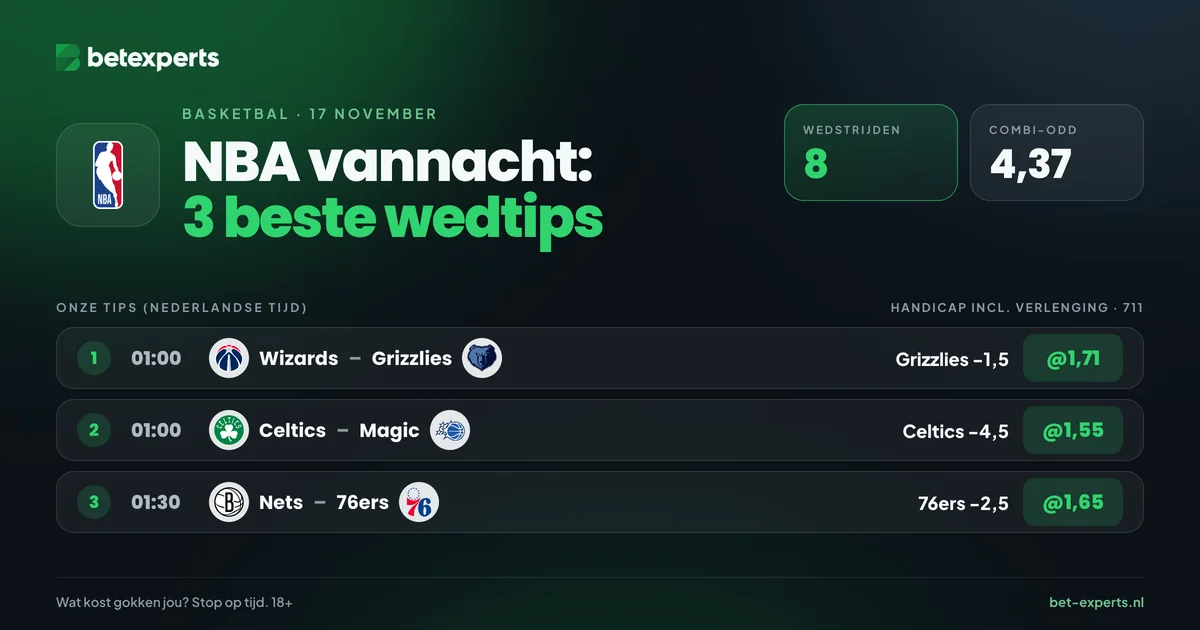 betexperts
BASKETBAL · 17 NOVEMBER
NBA vannacht:
3 beste wedtips
NBA
WEDSTRIJDEN
8
COMBI-ODD
4,37
ONZE TIPS (NEDERLANDSE TIJD)
HANDICAP INCL. VERLENGING · 711
1 01:00 Wizards – Grizzlies Grizzlies -1,5 @1,71
2 01:00 CELTICS Celtics – Magic Celtics -4,5 @1,55
3 01:30 B Nets – 76ers 76 76ers -2,5 @1,65
Wat kost gokken jou? Stop op tijd. 18+
bet-experts.nl